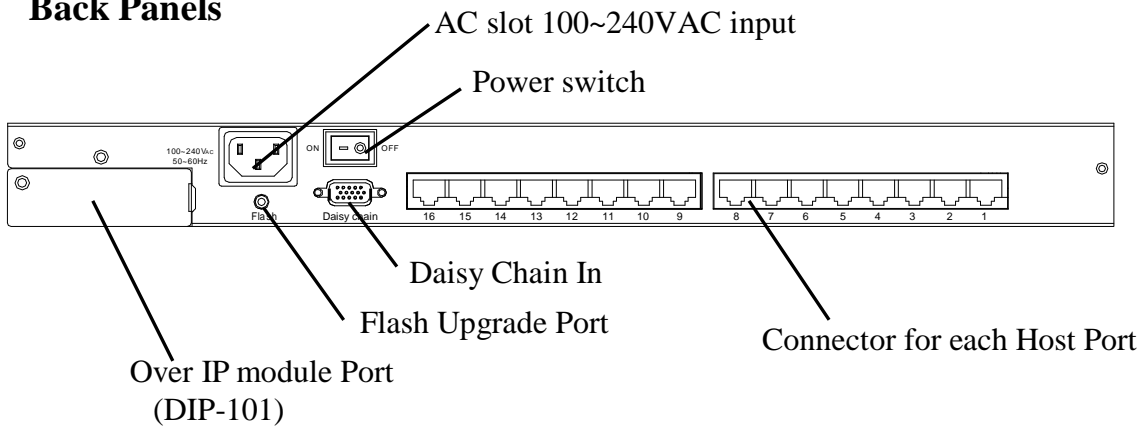 Back Panels
AC slot 100~240VAC input
Power switch
100~240VAC
50~60Hz
ON
OFF
Flash
Daisy chain
16 15 14 13 12 11 10 9
8 7 6 5 4 3 2 1
Daisy Chain In
Flash Upgrade Port
Connector for each Host Port
Over IP module Port
(DIP-101)